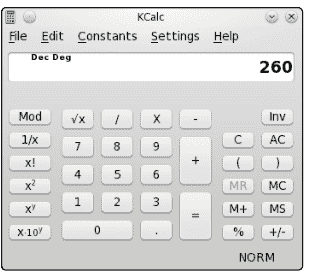 KCalc
File Edit Constants Settings Help
Dec Deg
260
Mod √x / X - Inv
1/x 7 8 9 C AC
x! 4 5 6 + ( )
x² MR MC
xʸ 1 2 3 = M+ MS
x·10ʸ 0 . % +/-
NORM